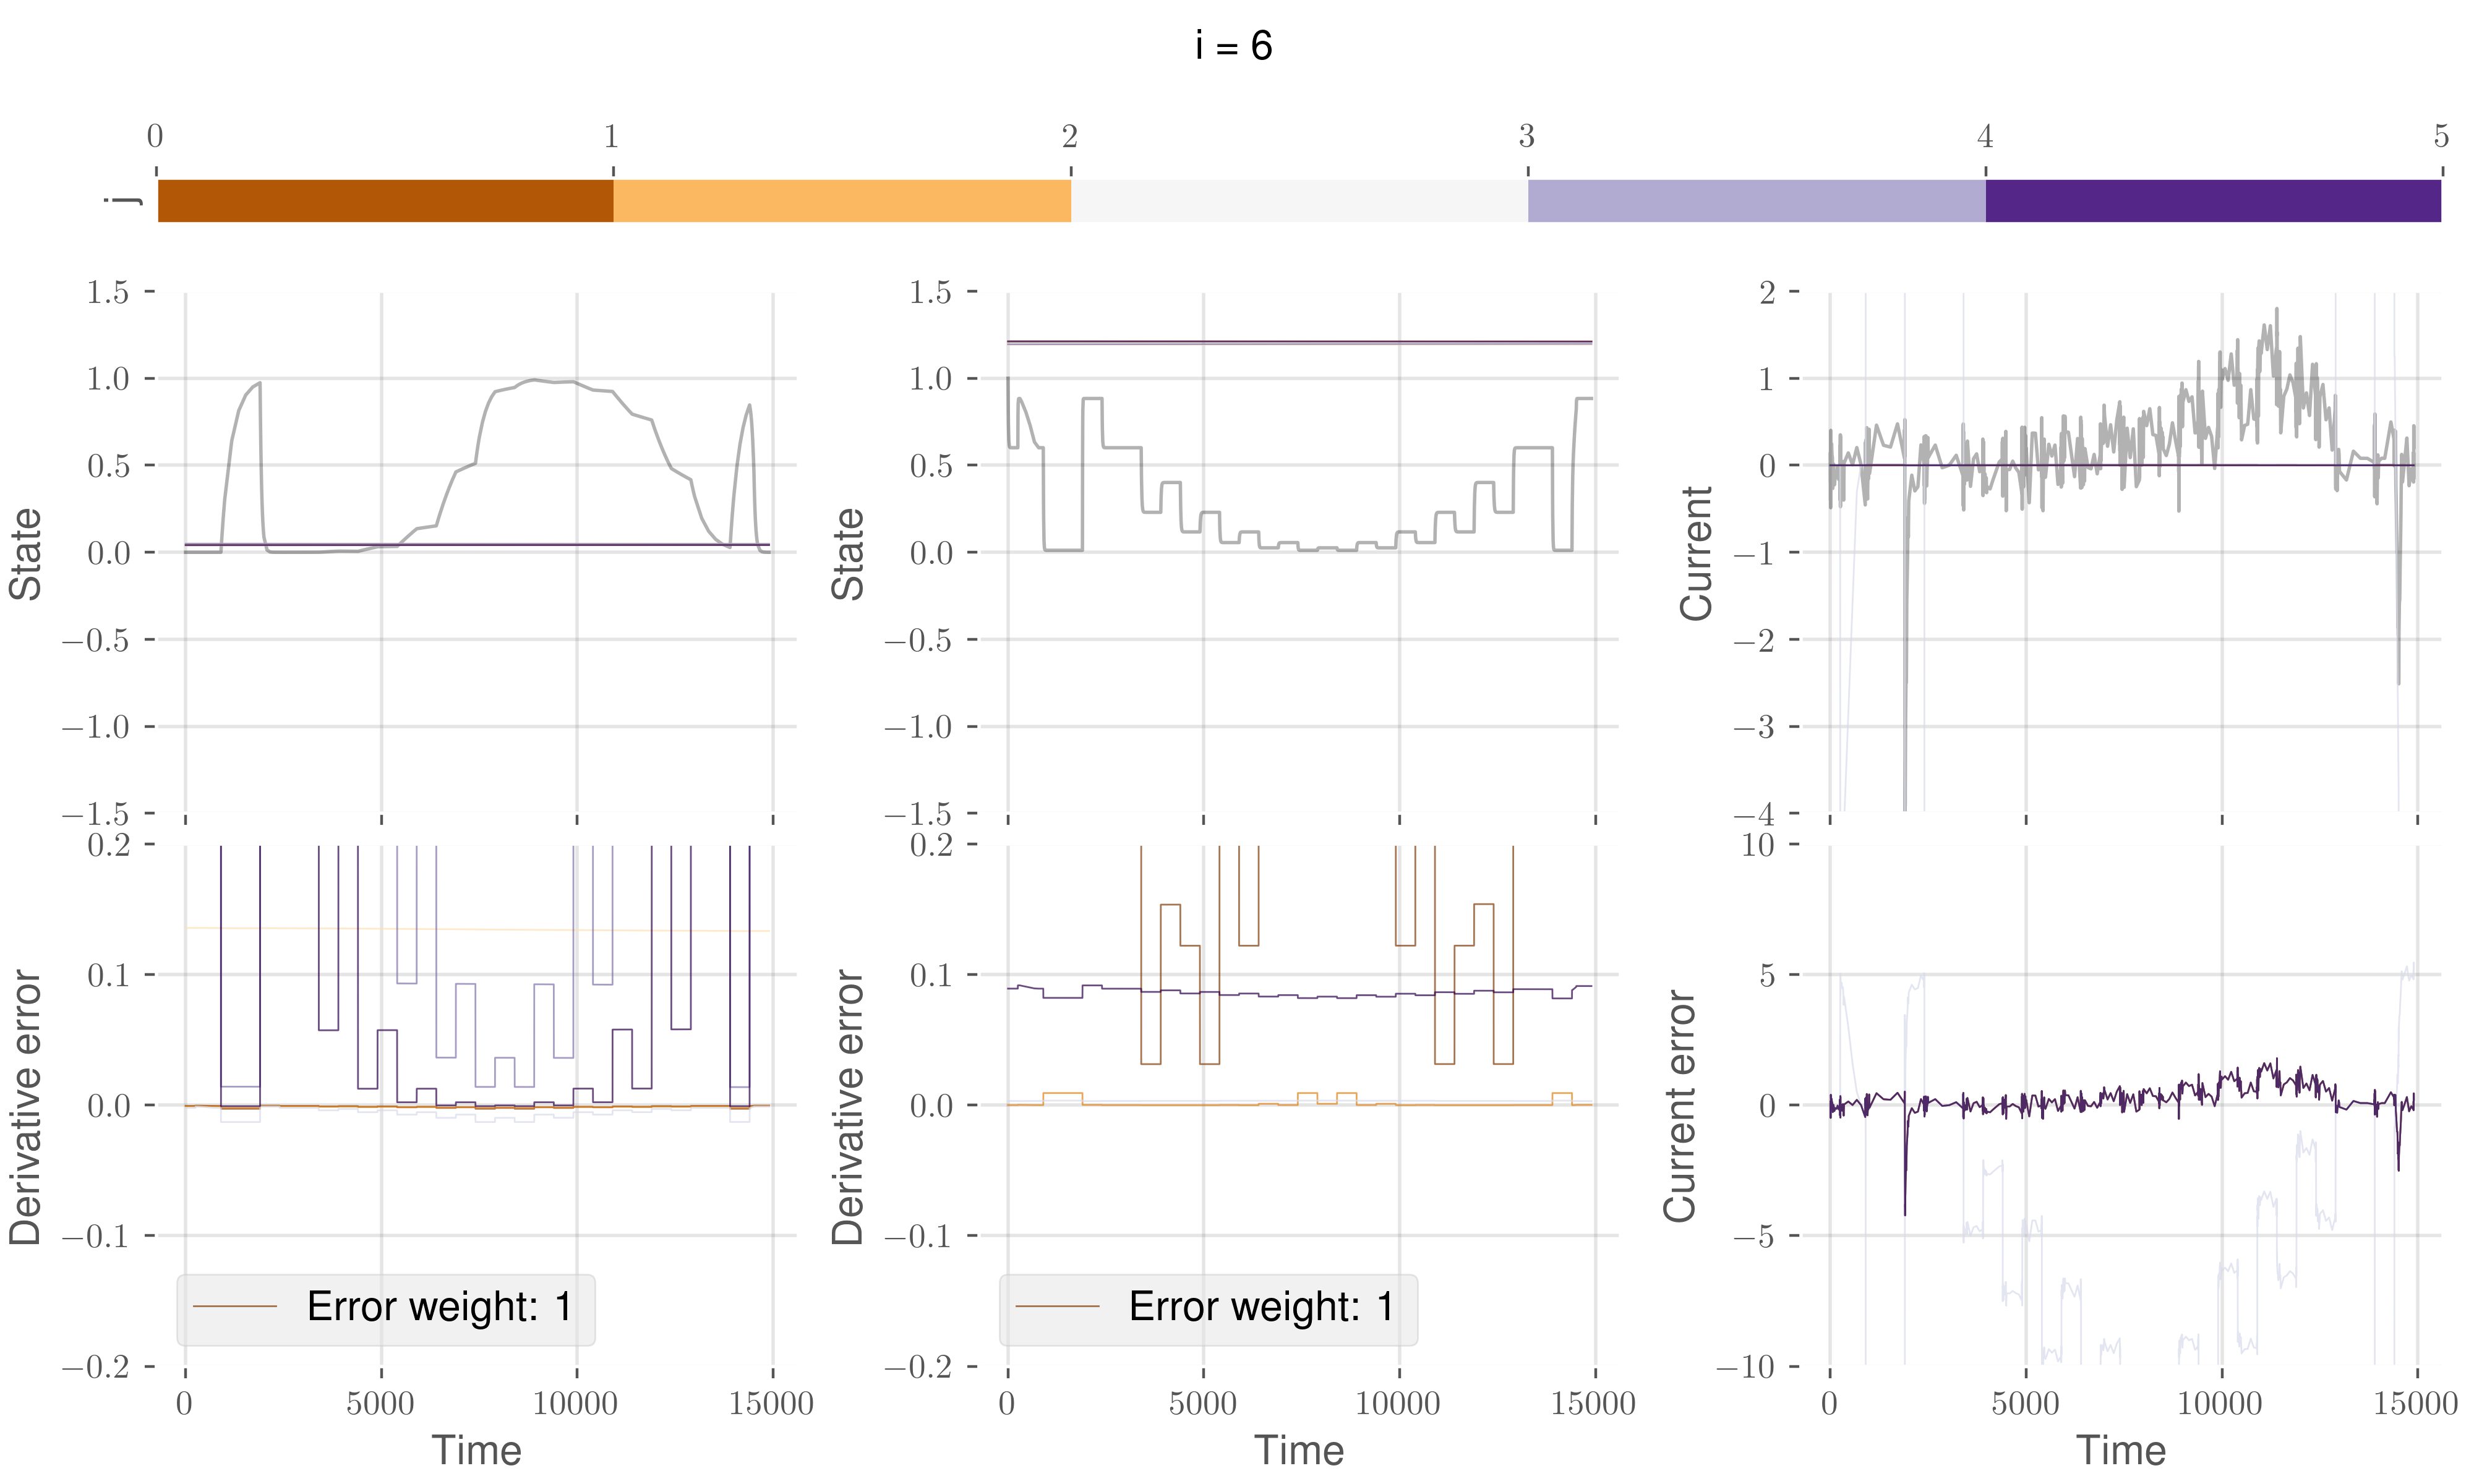 i = 6
0 1 2 3 4 5
j
1.5 1.5 2
1.0 1.0 1
0.5 0.5 0
0.0 0.0 −1
−0.5 −0.5 −2
−1.0 −1.0 −3
−1.5 −1.5 −4
State State Current
0.2 0.2 10
0.1 0.1 5
0.0 0.0 0
−0.1 −0.1 −5
−0.2 −0.2 −10
Derivative error Derivative error Current error
Error weight: 1 Error weight: 1
0 5000 10000 15000 0 5000 10000 15000 0 5000 10000 15000
Time Time Time